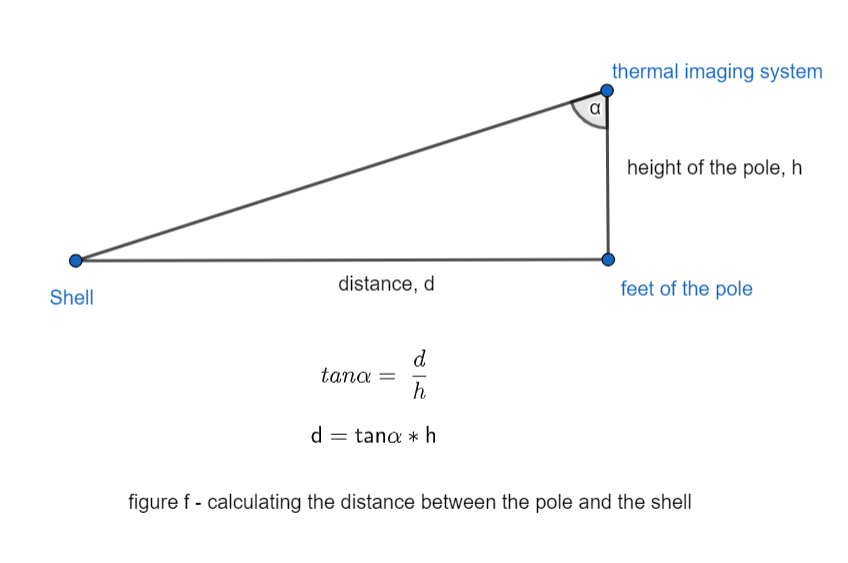 thermal imaging system
α
height of the pole, h
distance, d
Shell
feet of the pole
tanα = d/h
d = tanα ∗ h
figure f - calculating the distance between the pole and the shell